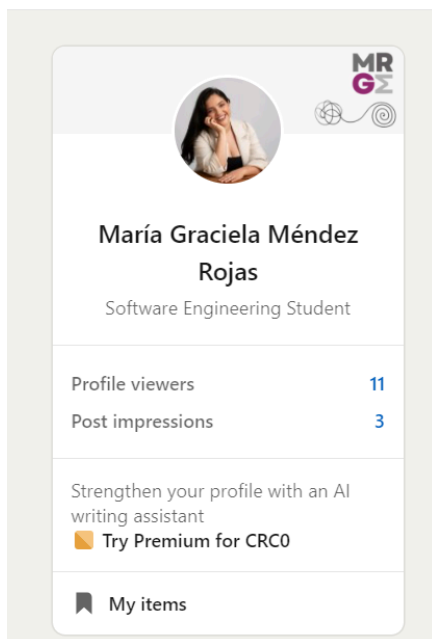 MR
GΣ
María Graciela Méndez
Rojas
Software Engineering Student
Profile viewers 11
Post impressions 3
Strengthen your profile with an AI
writing assistant
Try Premium for CRC0
My items